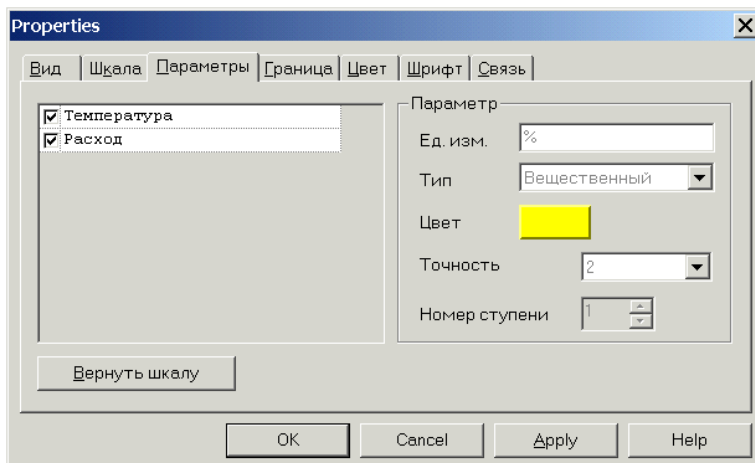 Properties
Вид Шкала Параметры Граница Цвет Шрифт Связь
Температура
Расход
Параметр
Ед. изм. %
Тип Вещественный
Цвет
Точность 2
Номер ступени 1
Вернуть шкалу
OK Cancel Apply Help